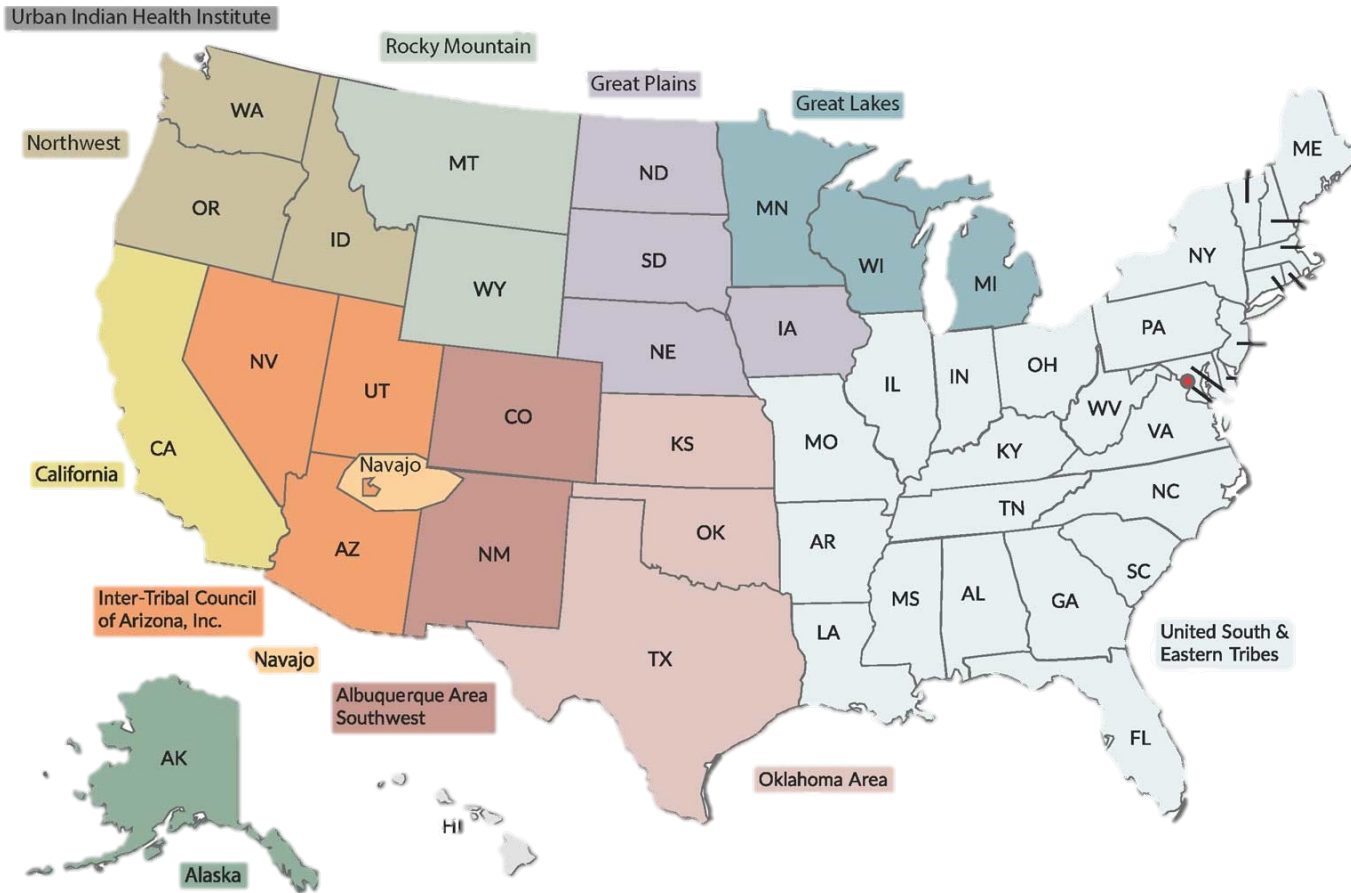 Urban Indian Health Institute
Rocky Mountain
Great Plains
Great Lakes
Northwest
WA
OR
ID
MT
WY
ND
SD
NE
IA
MN
WI
MI
ME
NY
PA
NV
UT
CO
CA
California
KS
MO
IL
IN
OH
WV
VA
KY
NC
TN
Navajo
AZ
NM
OK
AR
SC
MS
AL
GA
LA
TX
FL
Inter-Tribal Council
of Arizona, Inc.
Navajo
Albuquerque Area
Southwest
United South &
Eastern Tribes
Oklahoma Area
AK
HI
Alaska